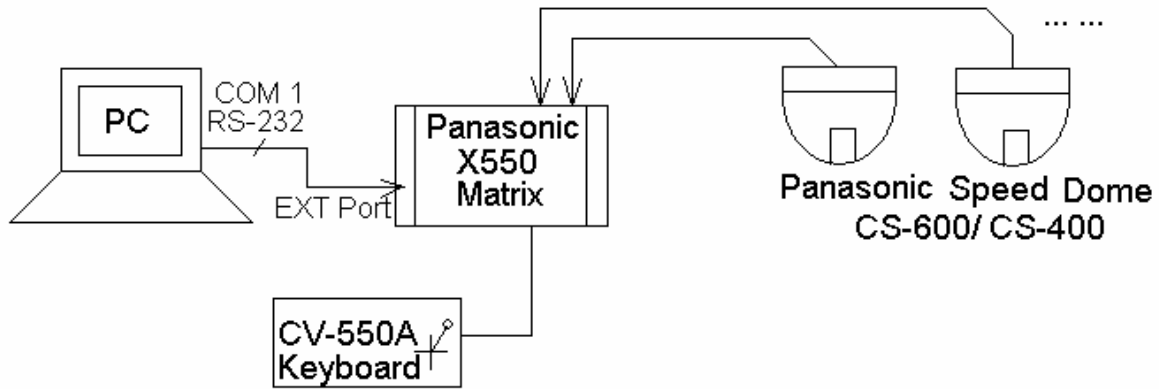 ... ...
COM 1
RS-232
PC
Panasonic
X550
Matrix
EXT Port
Panasonic Speed Dome
CS-600/ CS-400
CV-550A
Keyboard